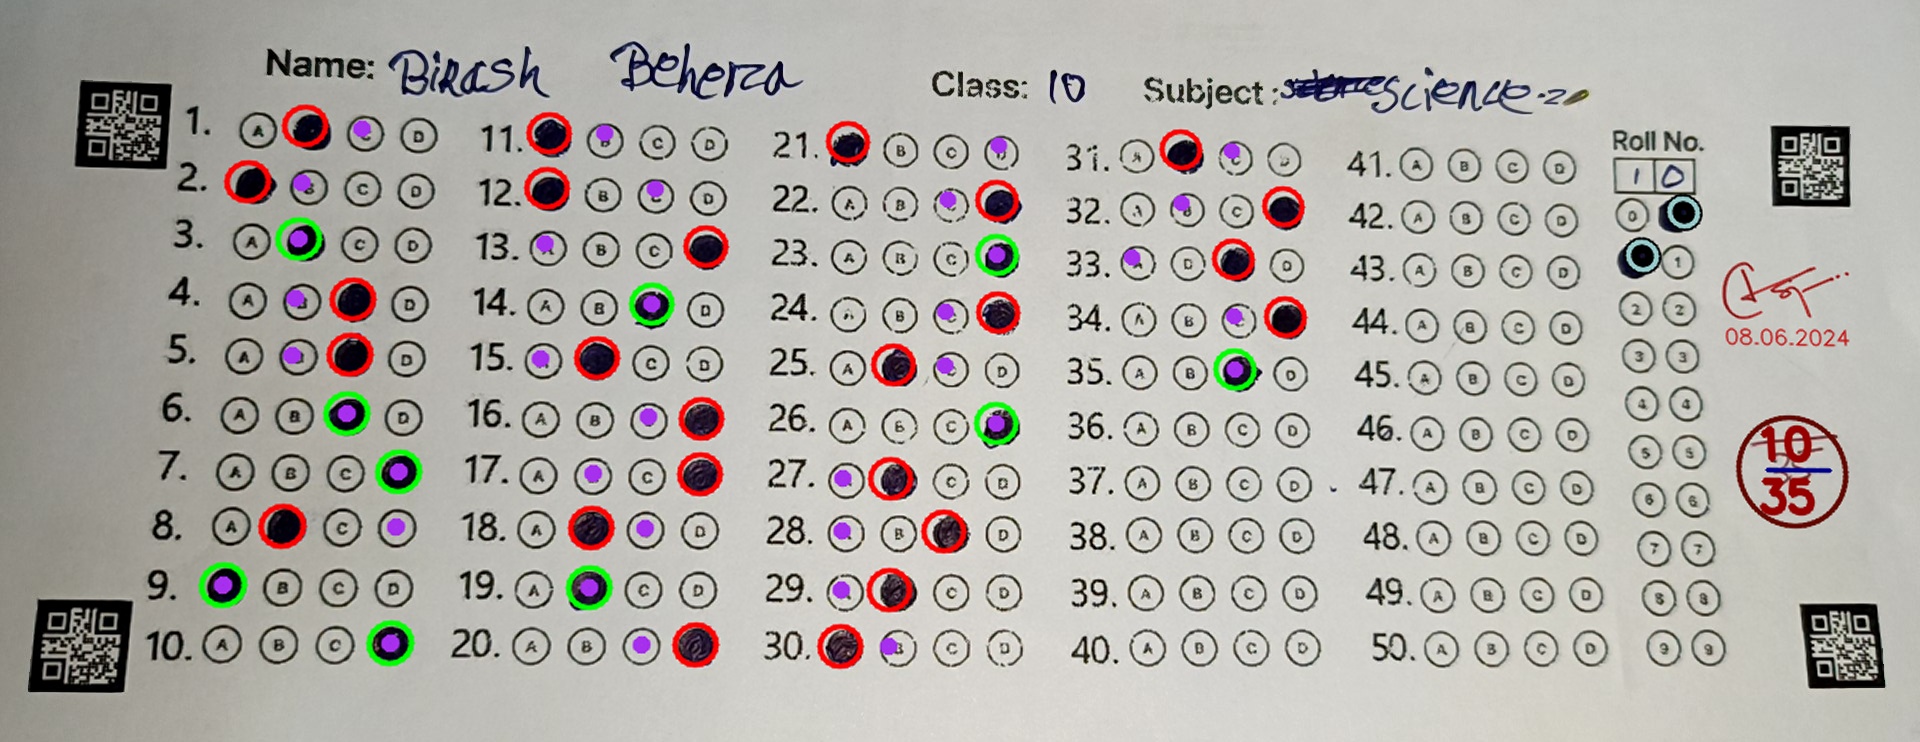 Name: Bikash Behera Class: 10 Subject: science-2
Roll No.
1 0
1. A D 11. C D 21. B C 31. A D 41. A B C D 0
2. C D 12. B D 22. A B 32. A C 42. A B C D 1
3. A C D 13. B C 23. A B C 33. D D 43. A B C D 2 2
4. A D 14. A B D 24. A B 34. A B 44. A B C D 3 3
5. A D 15. C D 25. A D 35. A B D 45. A B C D 4 4
6. A B D 16. A B 26. A B C 36. A B C D 46. A B C D 5 5
7. A B C 17. A C 27. C D 37. A B C D 47. A B C D 6 6
8. A C 18. A D 28. B D 38. A B C D 48. A B C D 7 7
9. B C D 19. A C D 29. C D 39. A B C D 49. A B C D 8 8
10. A B C 20. A B 30. C D 40. A B C D 50. A B C D 9 9
08.06.2024
10
35